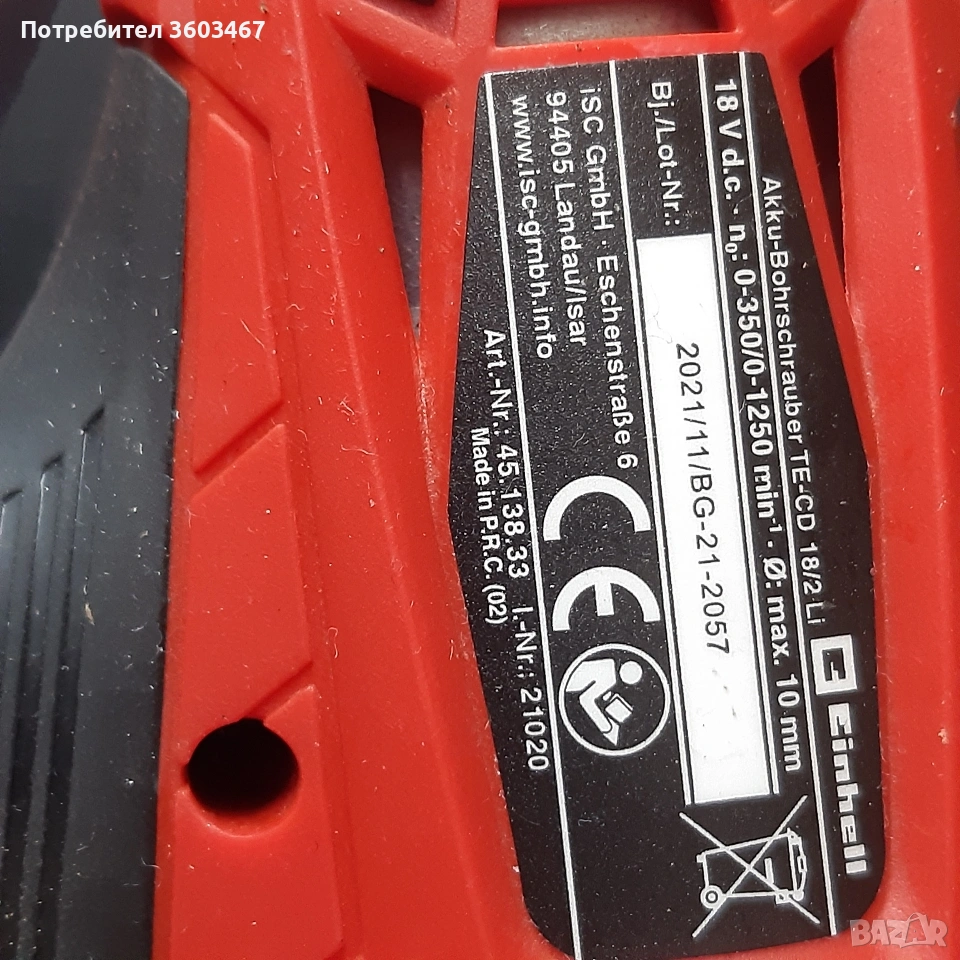 Потребител 3603467
einhell
Akku-Bohrschrauber TE-CD 18/2 Li
18 V d.c. · n₀: 0-350/0-1250 min⁻¹ · Ø: max. 10 mm
Bj./Lot-Nr.: 2021/11/BG-21-2057
iSC GmbH · Eschenstraße 6
94405 Landau/Isar
www.isc-gmbh.info
Art.-Nr.: 45.138.33 I.-Nr.: 21020
Made in P.R.C. (02)
CE
BAZAR